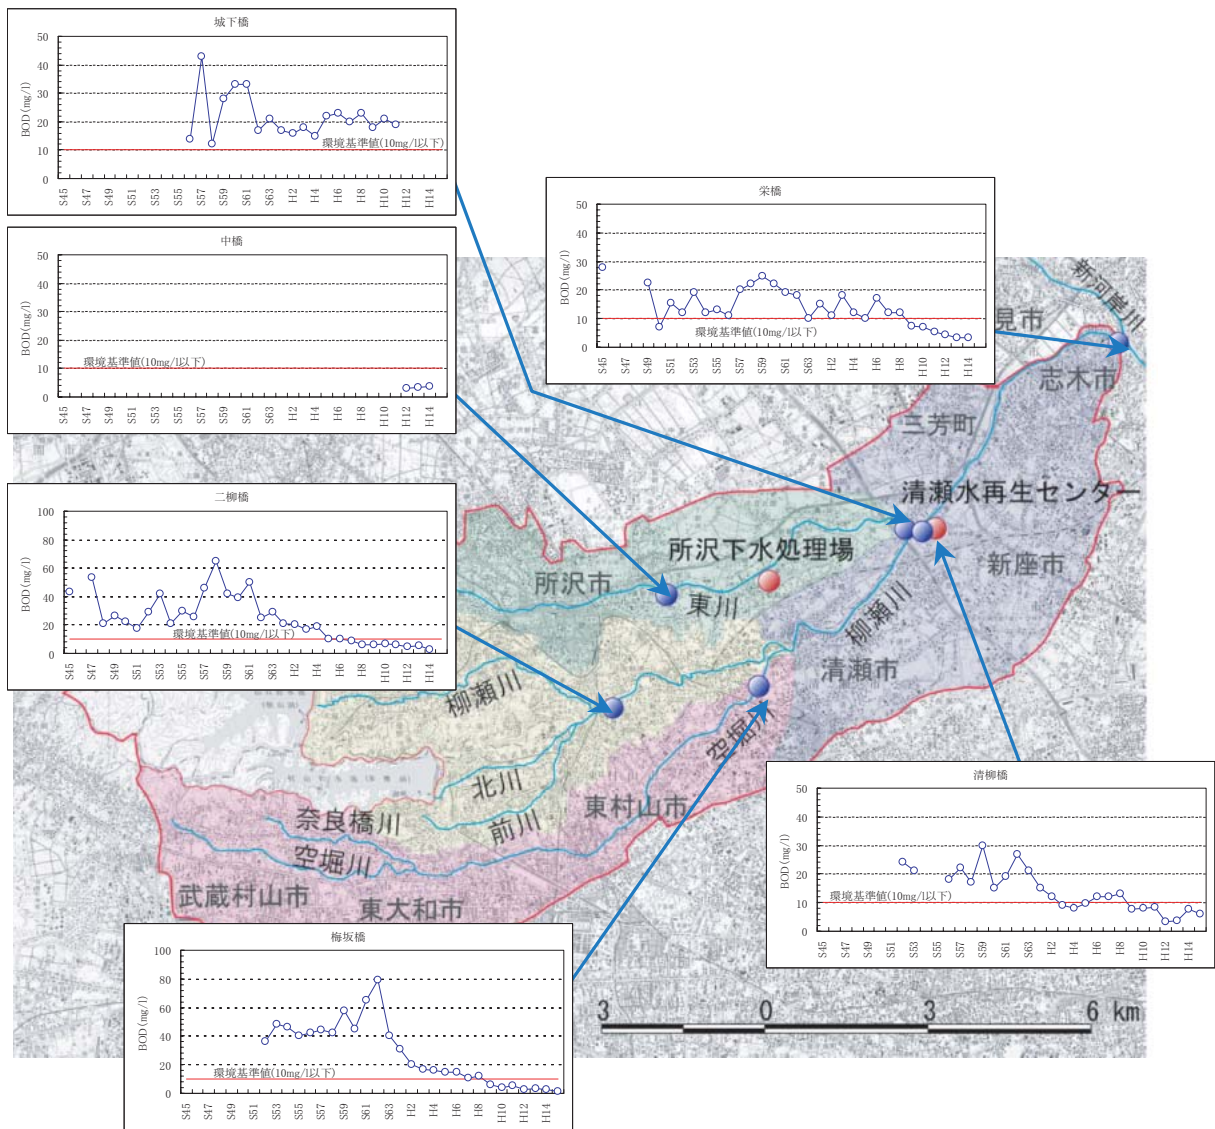 城下橋
BOD (mg/l)
50
40
30
20
10
0
環境基準値(10mg/l以下)
S45 S47 S49 S51 S53 S55 S57 S59 S61 S63 H2 H4 H6 H8 H10 H12 H14
中橋
BOD (mg/l)
50
40
30
20
10
0
環境基準値(10mg/l以下)
S45 S47 S49 S51 S53 S55 S57 S59 S61 S63 H2 H4 H6 H8 H10 H12 H14
栄橋
BOD (mg/l)
50
40
30
20
10
0
環境基準値(10mg/l以下)
S45 S47 S49 S51 S53 S55 S57 S59 S61 S63 H2 H4 H6 H8 H10 H12 H14
二柳橋
BOD (mg/l)
100
80
60
40
20
0
環境基準値(10mg/l以下)
S45 S47 S49 S51 S53 S55 S57 S59 S61 S63 H2 H4 H6 H8 H10 H12 H14
新河岸川
見市
志木市
三芳町
清瀬水再生センター
所沢下水処理場
新座市
所沢市
東川
柳瀬川
清瀬市
柳瀬川
空堀川
北川
東村山市
奈良橋川
前川
空堀川
武蔵村山市
東大和市
清柳橋
BOD (mg/l)
50
40
30
20
10
0
環境基準値(10mg/l以下)
S45 S47 S49 S51 S53 S55 S57 S59 S61 S63 H2 H4 H6 H8 H10 H12 H14
梅坂橋
BOD (mg/l)
100
80
60
40
20
0
環境基準値(10mg/l以下)
S45 S47 S49 S51 S53 S55 S57 S59 S61 S63 H2 H4 H6 H8 H10 H12 H14
3 0 3 6 km